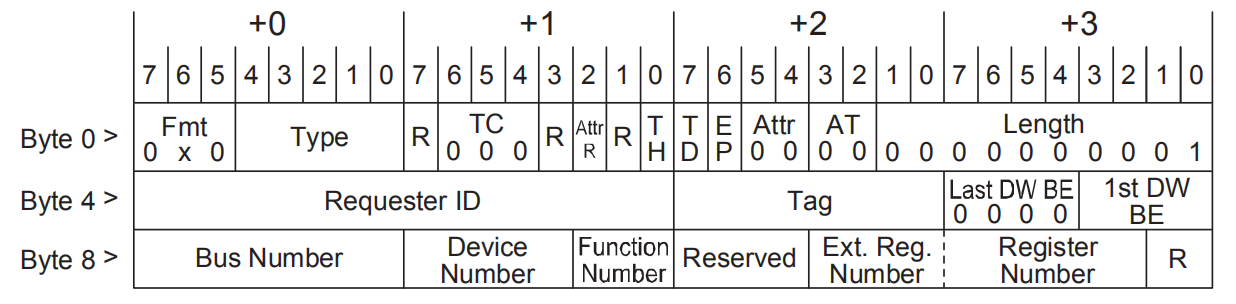 +0 +1 +2 +3
7 6 5 4 3 2 1 0 7 6 5 4 3 2 1 0 7 6 5 4 3 2 1 0 7 6 5 4 3 2 1 0
Byte 0 > Fmt 0 x 0 Type R TC 0 0 0 R Attr R R TH TD EP Attr 0 0 AT 0 0 Length 0 0 0 0 0 0 0 0 0 1
Byte 4 > Requester ID Tag Last DW BE 0 0 0 0 1st DW BE
Byte 8 > Bus Number Device Number Function Number Reserved Ext. Reg. Number Register Number R